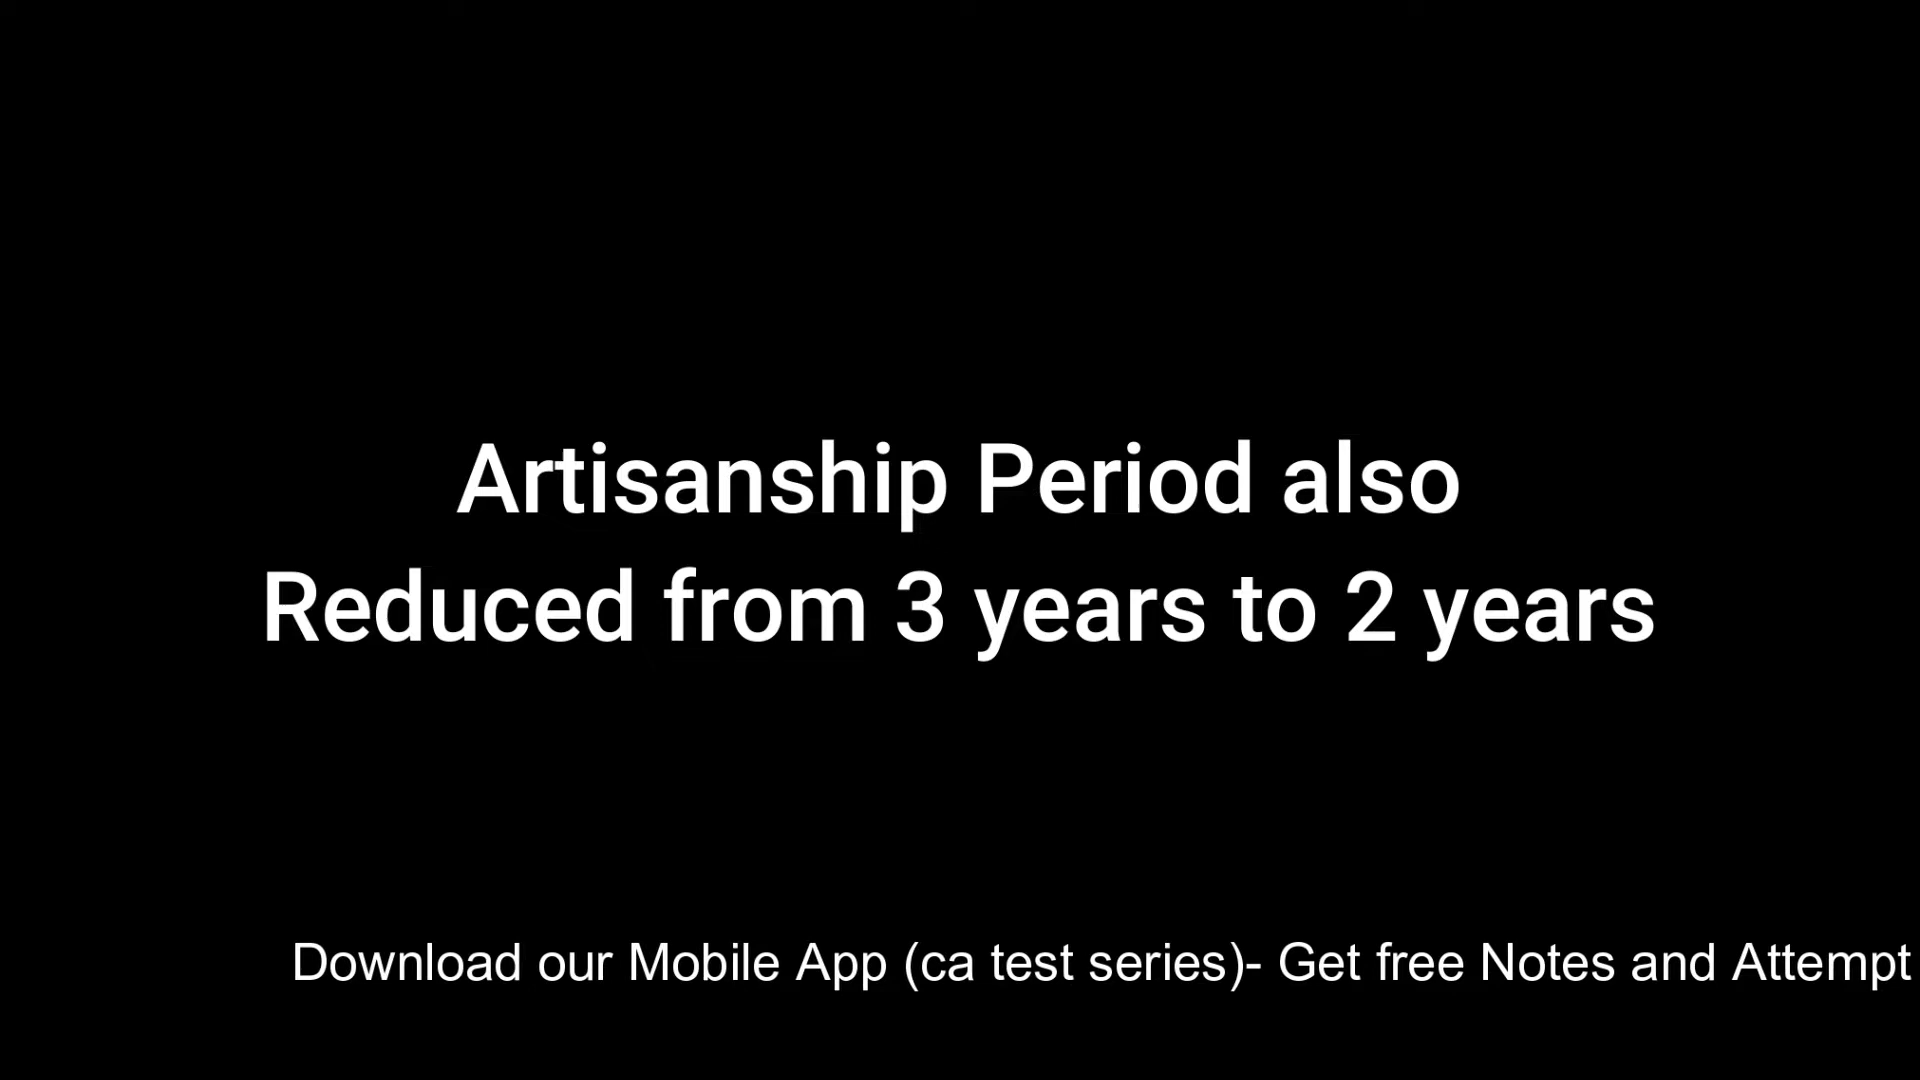 Artisanship Period also
Reduced from 3 years to 2 years
Download our Mobile App (ca test series)- Get free Notes and Attempt